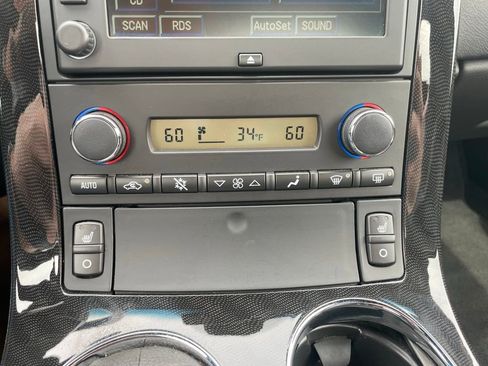 CD
SCAN RDS AutoSet SOUND
60 34°F 60
AUTO